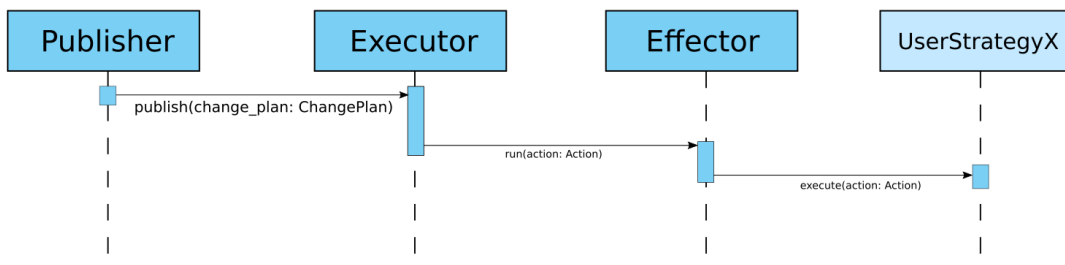 Publisher
Executor
Effector
UserStrategyX
publish(change_plan: ChangePlan)
run(action: Action)
execute(action: Action)